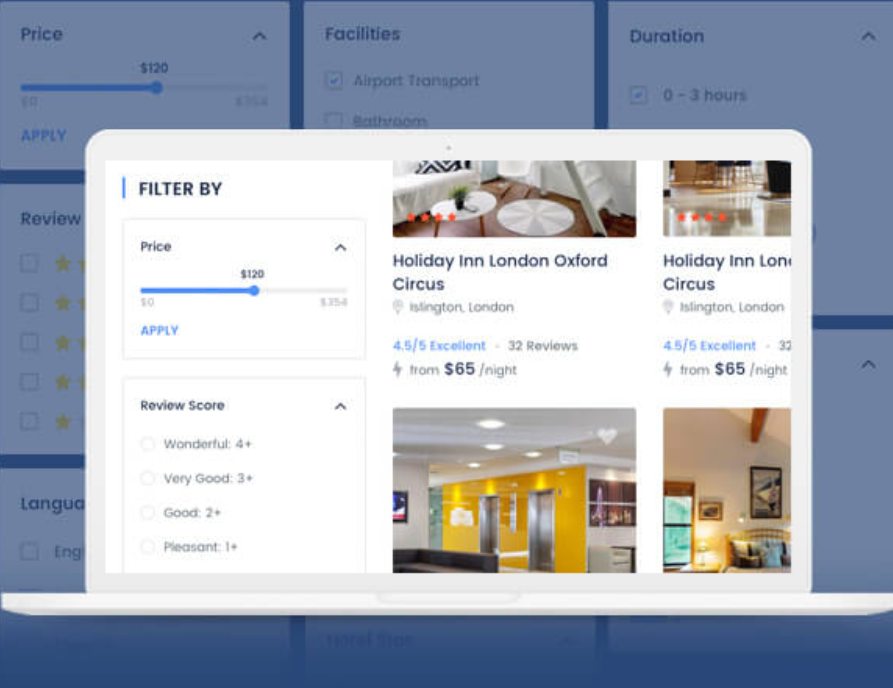 Price
$120
$0
$354
APPLY
Facilities
Airport Transport
Bathroom
Duration
0 - 3 hours
Review
Langua
Engl
Hotel Star
FILTER BY
Price
$120
$0
$354
APPLY
Review Score
Wonderful: 4+
Very Good: 3+
Good: 2+
Pleasant: 1+
Holiday Inn London Oxford
Circus
Islington, London
4.5/5 Excellent - 32 Reviews
from $65 /night
Holiday Inn Lon
Circus
Islington, London
4.5/5 Excellent - 32
from $65 /night